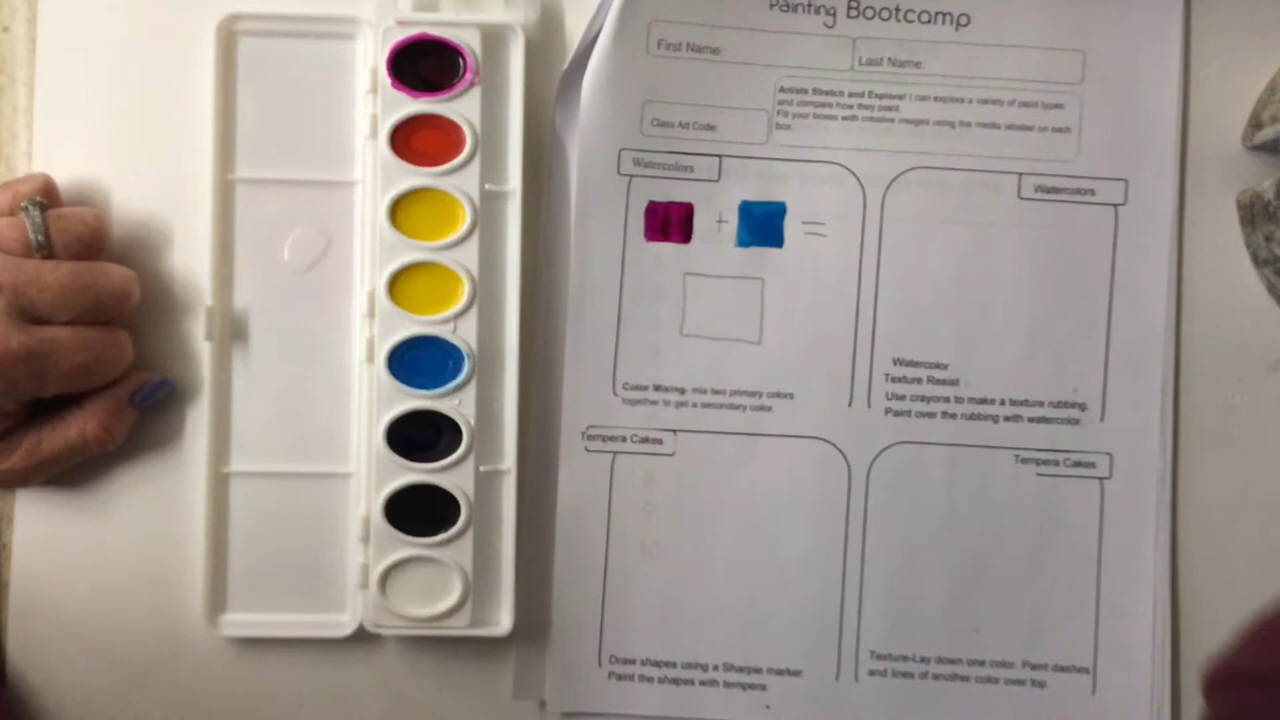 Painting Bootcamp
First Name:
Last Name:
Artists Stretch and Explore! I can explore a variety of paint types
and compare how they paint.
Fill your boxes with creative images using the media labeled on each
box.
Class Art Code:
Watercolors
+ =
Color Mixing- mix two primary colors
together to get a secondary color.
Watercolors
Watercolor
Texture Resist
Use crayons to make a texture rubbing.
Paint over the rubbing with watercolor.
Tempera Cakes
Draw shapes using a Sharpie marker.
Paint the shapes with tempera.
Tempera Cakes
Texture-Lay down one color. Paint dashes
and lines of another color over top.